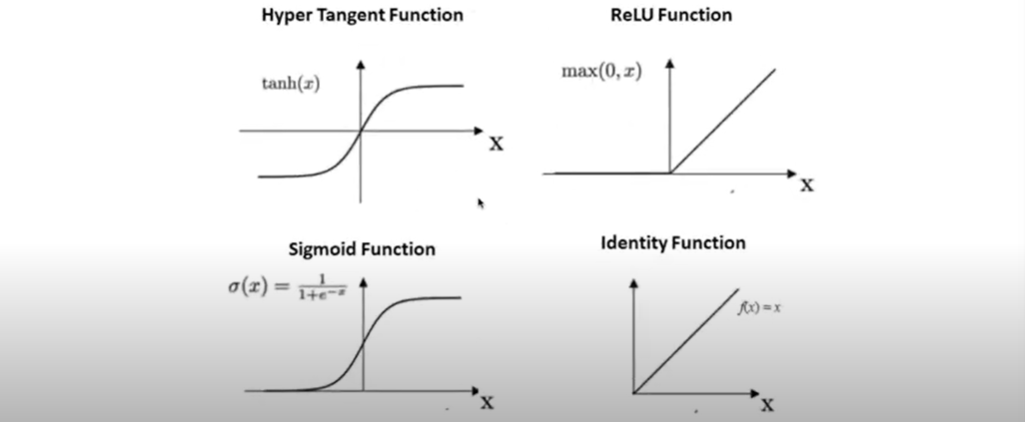 Hyper Tangent Function
tanh(x)
X
ReLU Function
max(0, x)
X
Sigmoid Function
σ(x) = 1/(1+e^-x)
X
Identity Function
f(x) = x
X